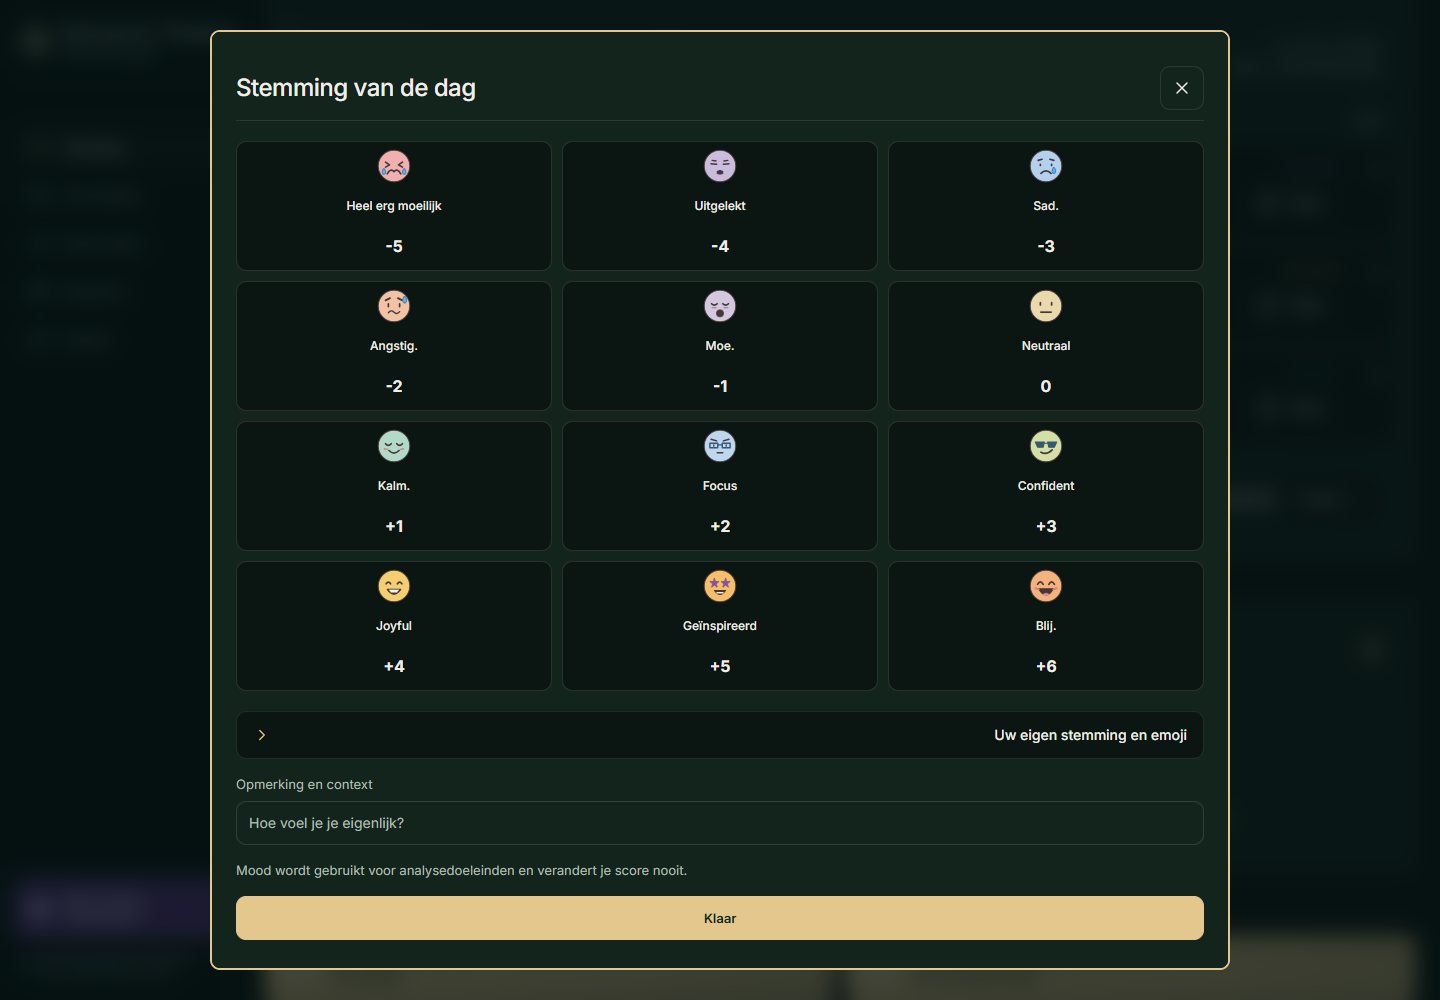 Stemming van de dag
Heel erg moeilijk
-5
Uitgelekt
-4
Sad.
-3
Angstig.
-2
Moe.
-1
Neutraal
0
Kalm.
+1
Focus
+2
Confident
+3
Joyful
+4
Geïnspireerd
+5
Blij.
+6
Uw eigen stemming en emoji
Opmerking en context
Hoe voel je je eigenlijk?
Mood wordt gebruikt voor analysedoeleinden en verandert je score nooit.
Klaar